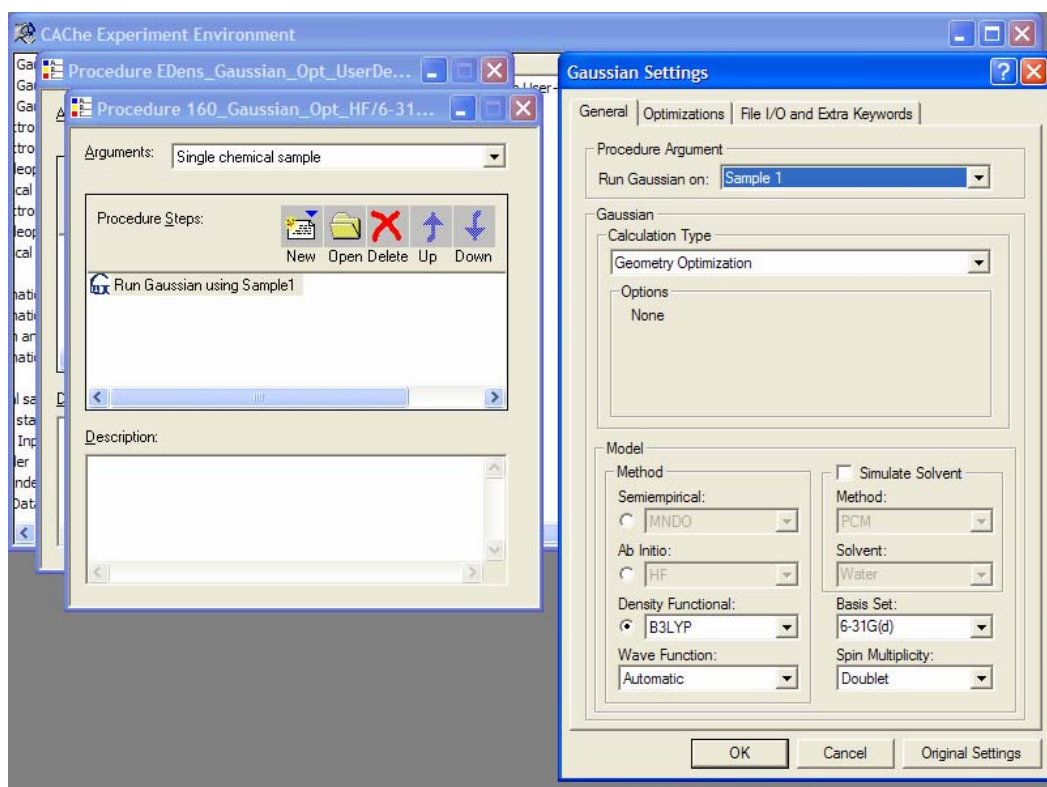 CAChe Experiment Environment
Procedure EDens_Gaussian_Opt_UserDe...
Procedure 160_Gaussian_Opt_HF/6-31...
Arguments: Single chemical sample
Procedure Steps:
New Open Delete Up Down
Run Gaussian using Sample1
Description:
Gaussian Settings
General Optimizations File I/O and Extra Keywords
Procedure Argument
Run Gaussian on: Sample 1
Gaussian
Calculation Type
Geometry Optimization
Options
None
Model
Method
Semiempirical:
MNDO
Ab Initio:
HF
Density Functional:
B3LYP
Wave Function:
Automatic
Simulate Solvent
Method:
PCM
Solvent:
Water
Basis Set:
6-31G(d)
Spin Multiplicity:
Doublet
OK Cancel Original Settings